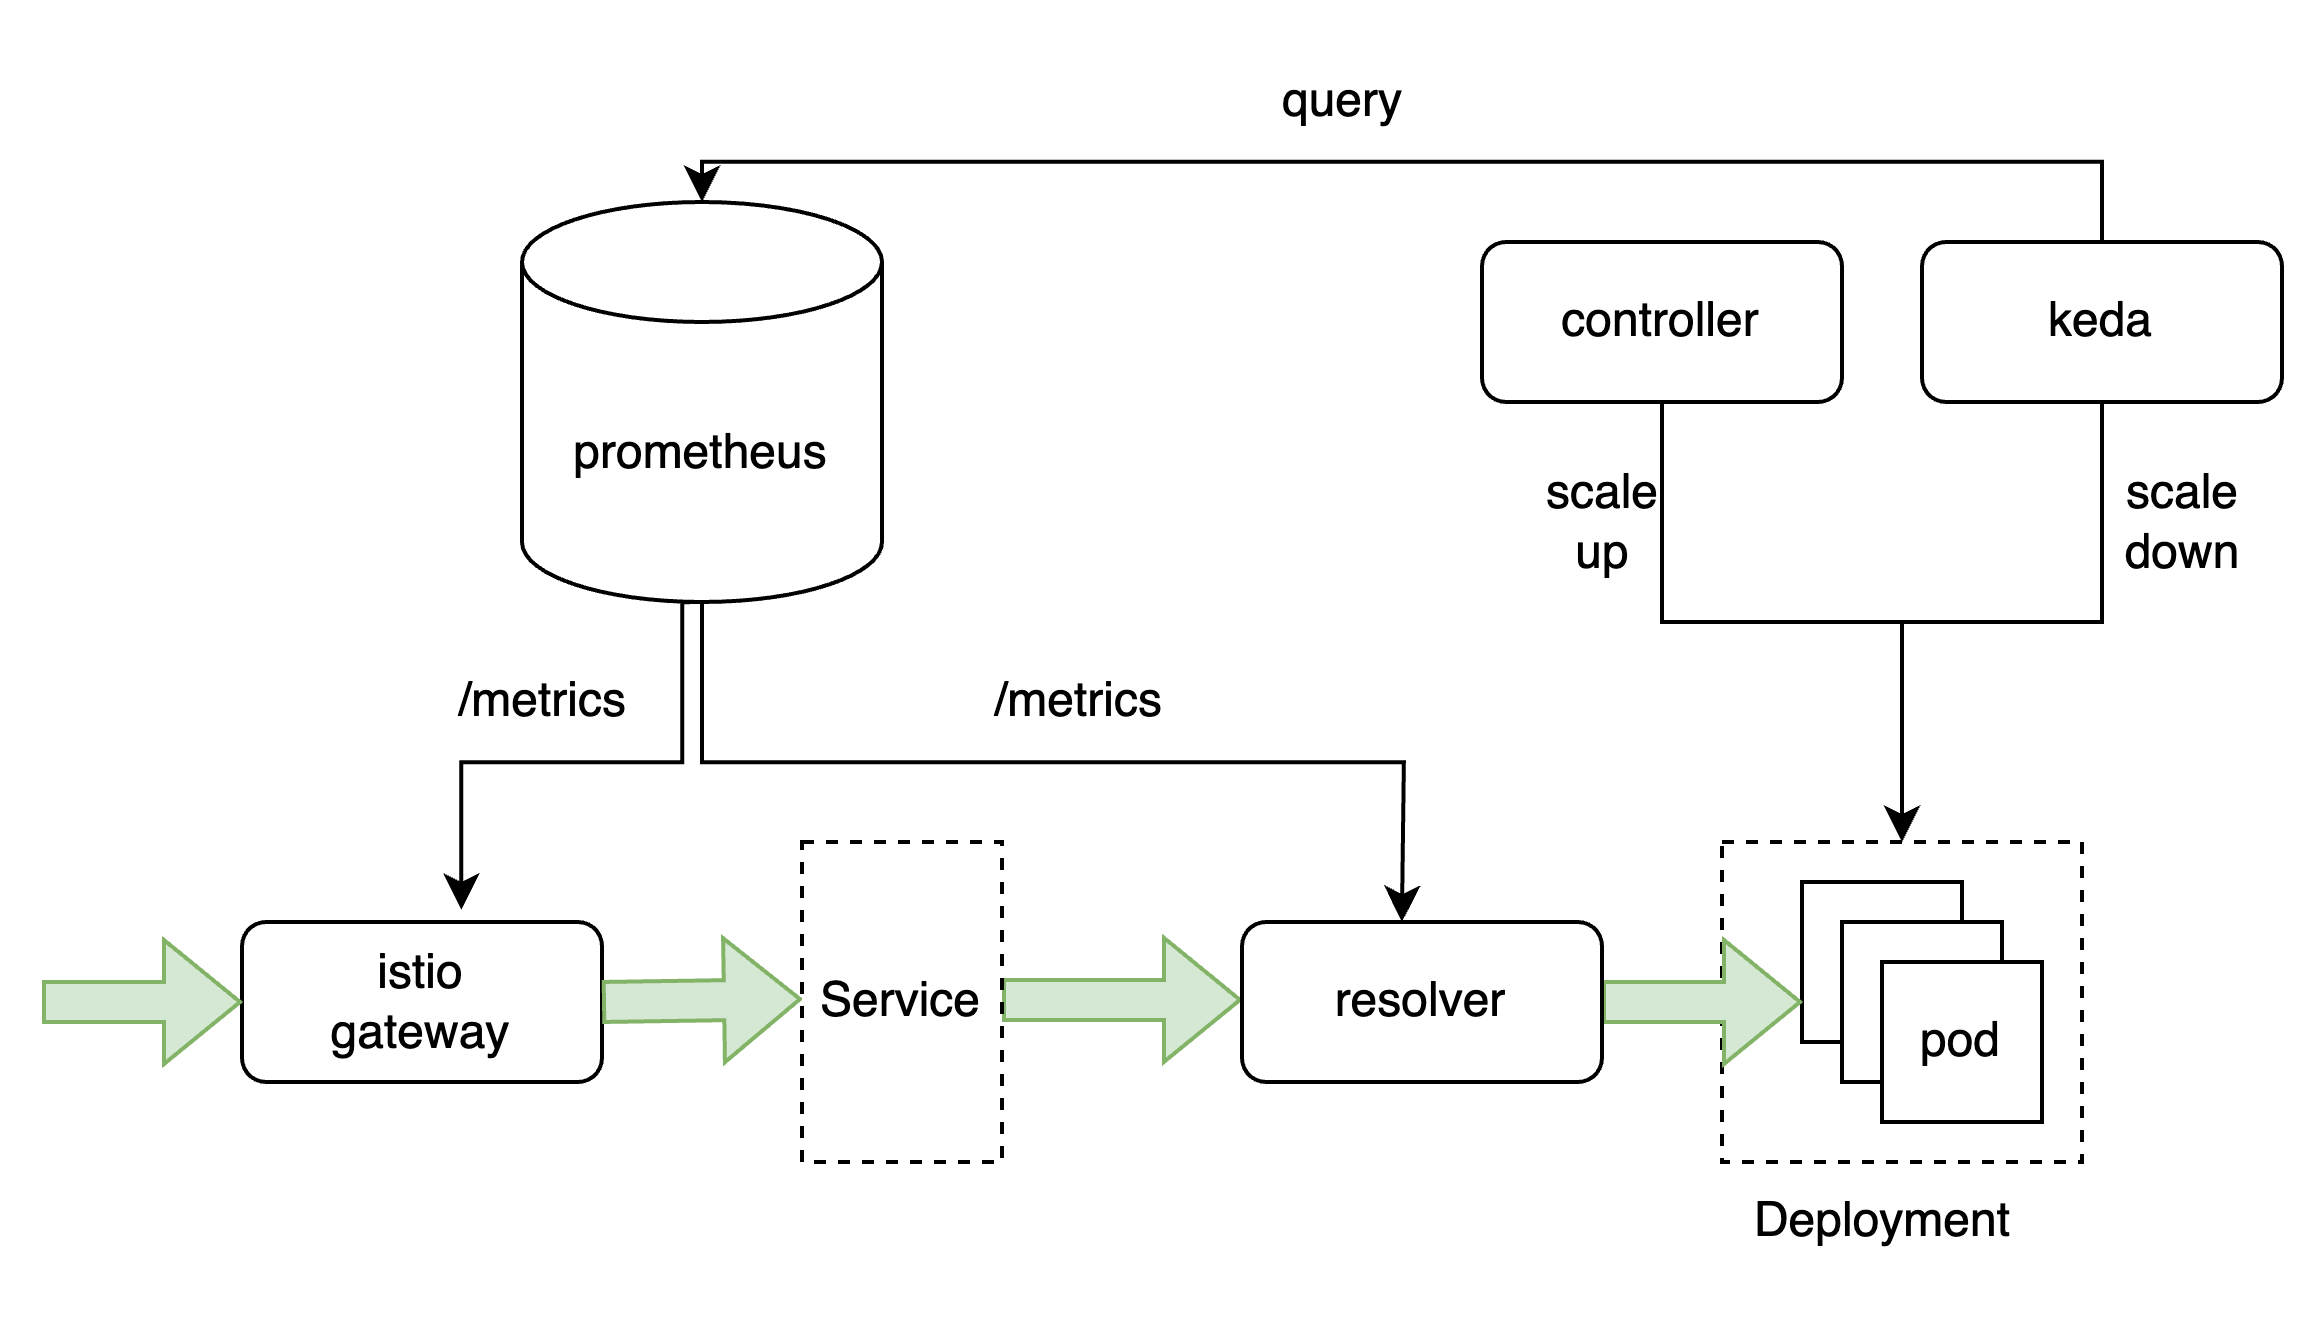 query
controller
keda
prometheus
scale
up
scale
down
/metrics
/metrics
istio
gateway
Service
resolver
pod
Deployment